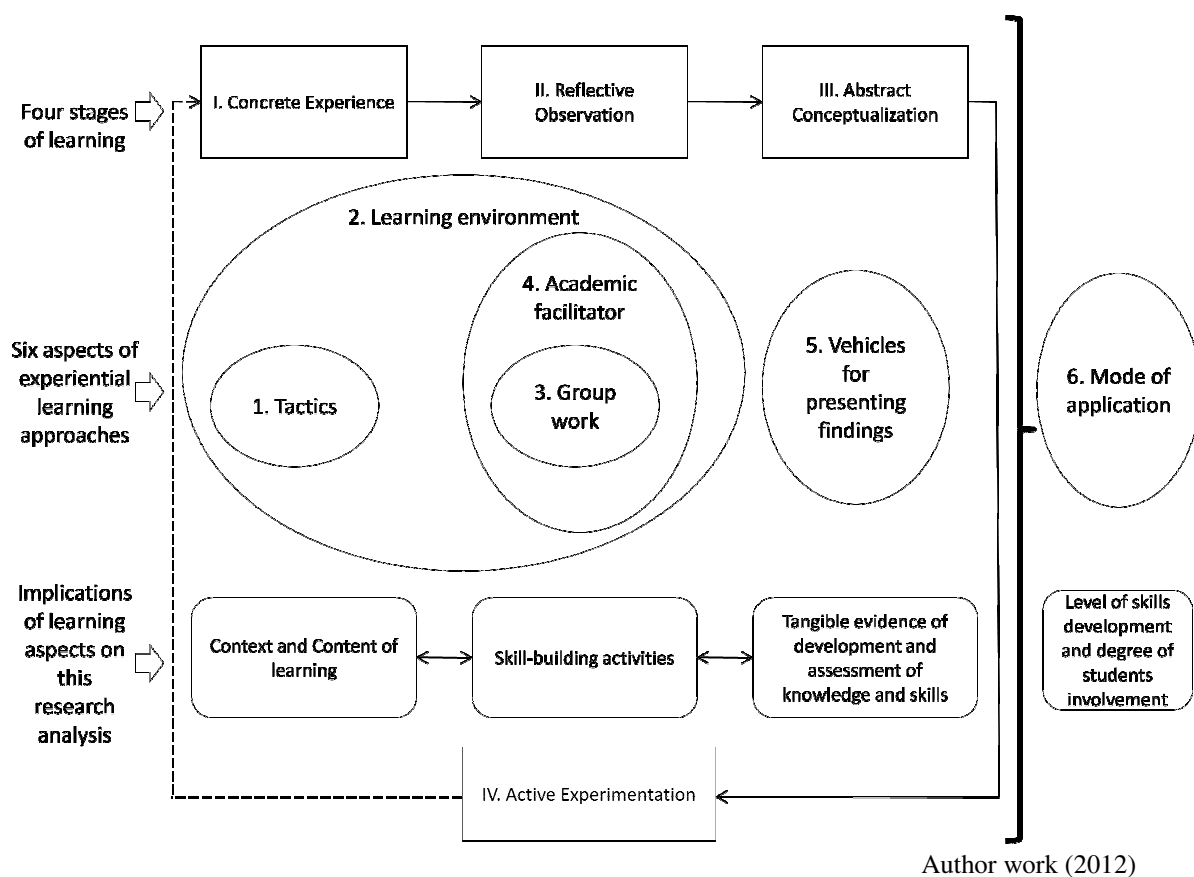 Four stages
of learning
I. Concrete Experience
II. Reflective
Observation
III. Abstract
Conceptualization
Six aspects of
experiential
learning
approaches
2. Learning environment
1. Tactics
4. Academic
facilitator
3. Group
work
5. Vehicles
for
presenting
findings
6. Mode of
application
Implications
of learning
aspects on
this
research
analysis
Context and Content of
learning
Skill-building activities
Tangible evidence of
development and
assessment of
knowledge and skills
Level of skills
development
and degree of
students
involvement
IV. Active Experimentation
Author work (2012)